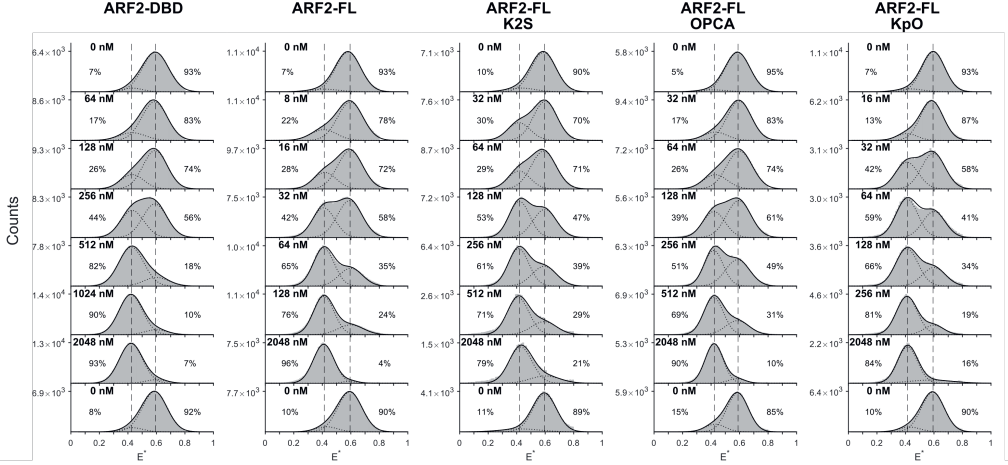 ARF2-DBD ARF2-FL ARF2-FL ARF2-FL ARF2-FL
K2S OPCA KpO
6.4 × 10³ 0 nM 7% 93% 1.1 × 10⁴ 0 nM 7% 93% 7.1 × 10³ 0 nM 10% 90% 5.8 × 10³ 0 nM 5% 95% 1.1 × 10⁴ 0 nM 7% 93%
8.6 × 10³ 64 nM 17% 83% 1.1 × 10⁴ 8 nM 22% 78% 7.6 × 10³ 32 nM 30% 70% 9.4 × 10³ 32 nM 17% 83% 6.2 × 10³ 16 nM 13% 87%
9.3 × 10³ 128 nM 26% 74% 9.7 × 10³ 16 nM 28% 72% 8.7 × 10³ 64 nM 29% 71% 7.2 × 10³ 64 nM 26% 74% 3.1 × 10³ 32 nM 42% 58%
8.3 × 10³ 256 nM 44% 56% 7.5 × 10³ 32 nM 42% 58% 7.2 × 10³ 128 nM 53% 47% 5.6 × 10³ 128 nM 39% 61% 3.0 × 10³ 64 nM 59% 41%
7.8 × 10³ 512 nM 82% 18% 1.0 × 10⁴ 64 nM 65% 35% 6.4 × 10³ 256 nM 61% 39% 6.3 × 10³ 256 nM 51% 49% 3.6 × 10³ 128 nM 66% 34%
1.4 × 10⁴ 1024 nM 90% 10% 1.1 × 10⁴ 128 nM 76% 24% 2.6 × 10³ 512 nM 71% 29% 6.9 × 10³ 512 nM 69% 31% 4.6 × 10³ 256 nM 81% 19%
1.3 × 10⁴ 2048 nM 93% 7% 7.5 × 10³ 2048 nM 96% 4% 1.5 × 10³ 2048 nM 79% 21% 5.3 × 10³ 2048 nM 90% 10% 2.2 × 10³ 2048 nM 84% 16%
6.9 × 10³ 0 nM 8% 92% 7.7 × 10³ 0 nM 10% 90% 4.1 × 10³ 0 nM 11% 89% 5.9 × 10³ 0 nM 15% 85% 6.4 × 10³ 0 nM 10% 90%
0 0.2 0.4 0.6 0.8 1 0 0.2 0.4 0.6 0.8 1 0 0.2 0.4 0.6 0.8 1 0 0.2 0.4 0.6 0.8 1 0 0.2 0.4 0.6 0.8 1
E* E* E* E* E*
Counts